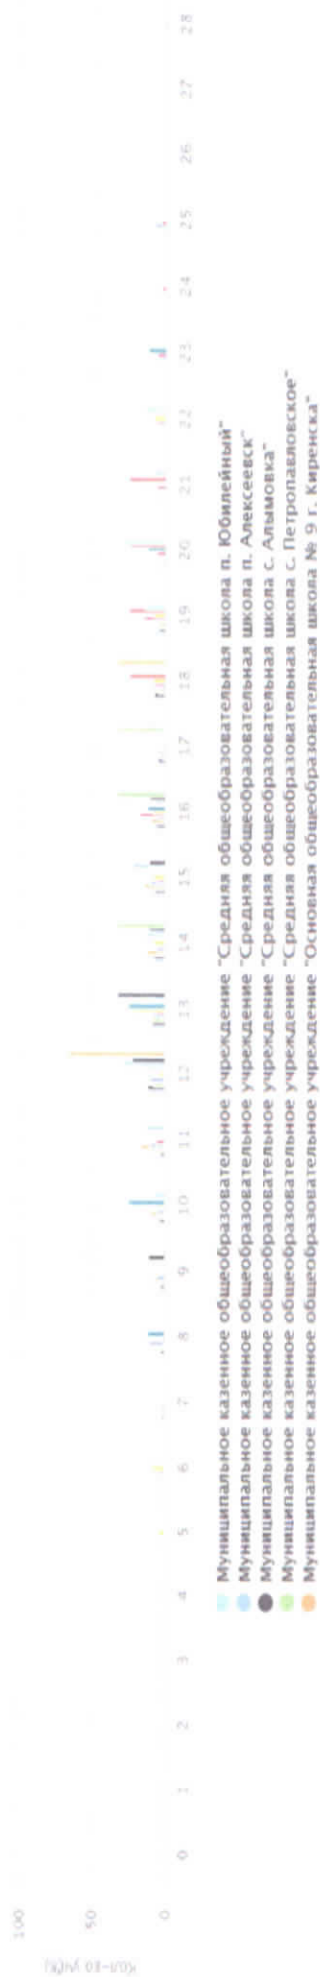 100
50
0
Кол-во уч(%)
0 1 2 3 4 5 6 7 8 9 10 11 12 13 14 15 16 17 18 19 20 21 22 23 24 25 26 27 28
Муниципальное казенное общеобразовательное учреждение "Средняя общеобразовательная школа п. Юбилейный"
Муниципальное казенное общеобразовательное учреждение "Средняя общеобразовательная школа п. Алексеевск"
Муниципальное казенное общеобразовательное учреждение "Средняя общеобразовательная школа с. Алымовка"
Муниципальное казенное общеобразовательное учреждение "Средняя общеобразовательная школа с. Петропавловское"
Муниципальное казенное общеобразовательное учреждение "Основная общеобразовательная школа № 9 г. Киренска"